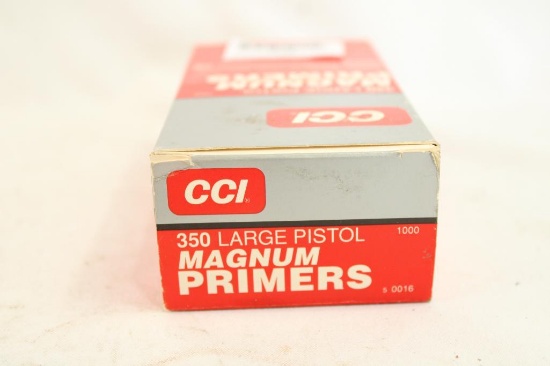 CCI
CCI
350 LARGE PISTOL 1000
MAGNUM
PRIMERS
s 0016